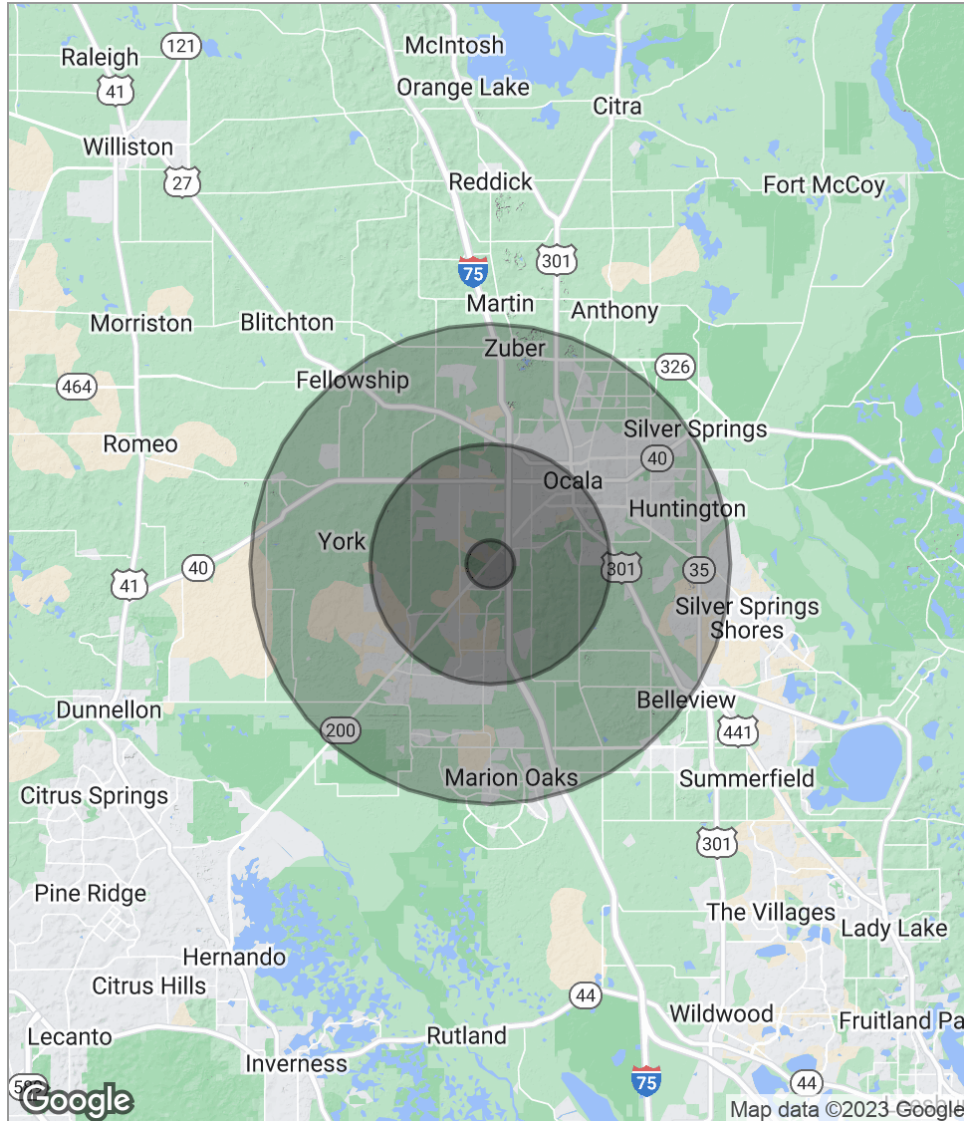 McIntosh
121
Raleigh
Orange Lake
41
Citra
Williston
27
Reddick
Fort McCoy
301
75
Martin
Anthony
Morriston
Blitchton
Zuber
326
Fellowship
464
Silver Springs
Romeo
40
Ocala
Huntington
York
40
301
35
41
Silver Springs
Shores
Belleview
Dunnellon
200
441
Marion Oaks
Summerfield
Citrus Springs
301
Pine Ridge
The Villages
Lady Lake
Hernando
Citrus Hills
44
Wildwood
Fruitland Pa
Rutland
Lecanto
Inverness
75
44
Google
Map data ©2023 Google